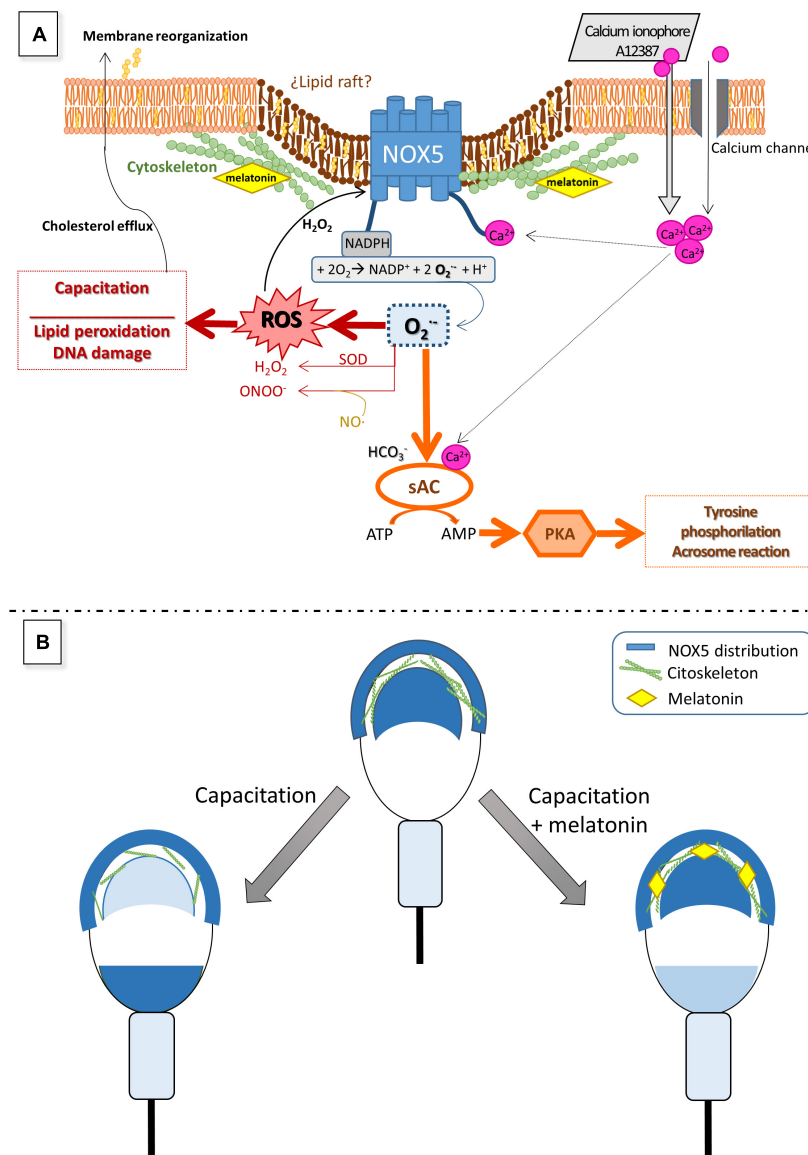 A
Membrane reorganization
¿Lipid raft?
Calcium ionophore
A12387
NOX5
Calcium channe
Cytoskeleton
melatonin
melatonin
Cholesterol efflux
H₂O₂
NADPH
Ca²⁺
Ca²⁺
Ca²⁺
Ca²⁺
+ 2O₂→ NADP⁺ + 2 O₂·⁻ + H⁺
Capacitation
Lipid peroxidation
DNA damage
ROS
O₂·⁻
H₂O₂
SOD
ONOO⁻
NO·
HCO₃⁻
Ca²⁺
sAC
ATP
AMP
PKA
Tyrosine
phosphorilation
Acrosome reaction
B
NOX5 distribution
Citoskeleton
Melatonin
Capacitation
Capacitation
+ melatonin